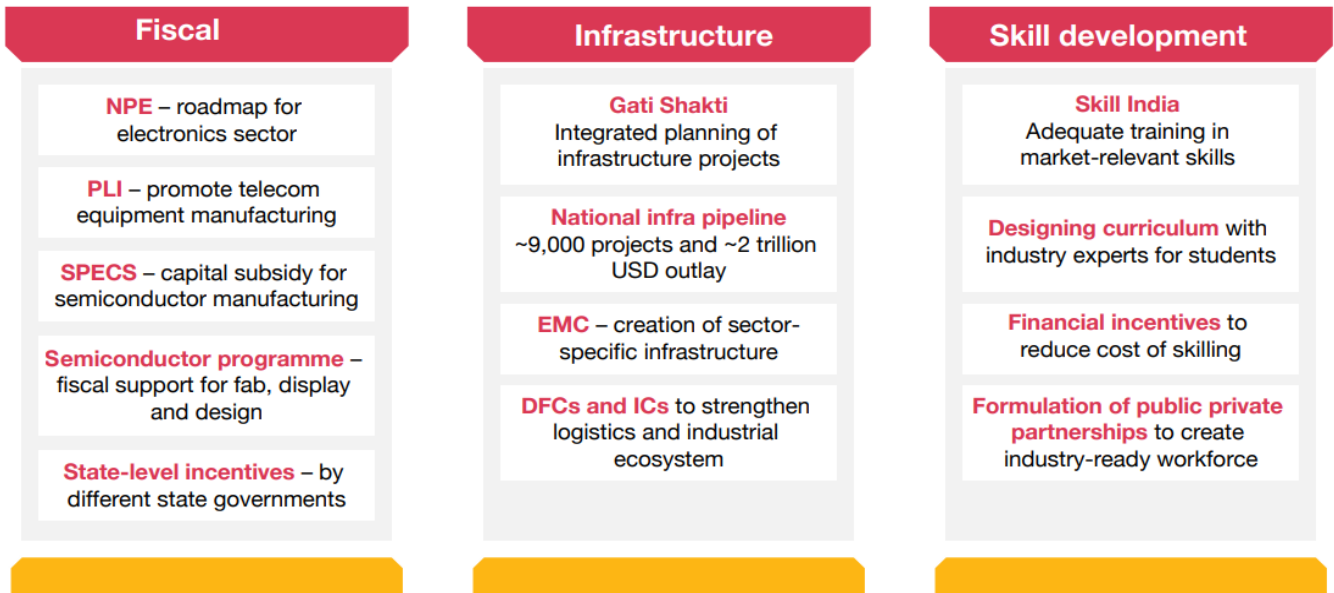 Fiscal
NPE – roadmap for
electronics sector
PLI – promote telecom
equipment manufacturing
SPECS – capital subsidy for
semiconductor manufacturing
Semiconductor programme –
fiscal support for fab, display
and design
State-level incentives – by
different state governments
Infrastructure
Gati Shakti
Integrated planning of
infrastructure projects
National infra pipeline
~9,000 projects and ~2 trillion
USD outlay
EMC – creation of sector-
specific infrastructure
DFCs and ICs to strengthen
logistics and industrial
ecosystem
Skill development
Skill India
Adequate training in
market-relevant skills
Designing curriculum with
industry experts for students
Financial incentives to
reduce cost of skilling
Formulation of public private
partnerships to create
industry-ready workforce